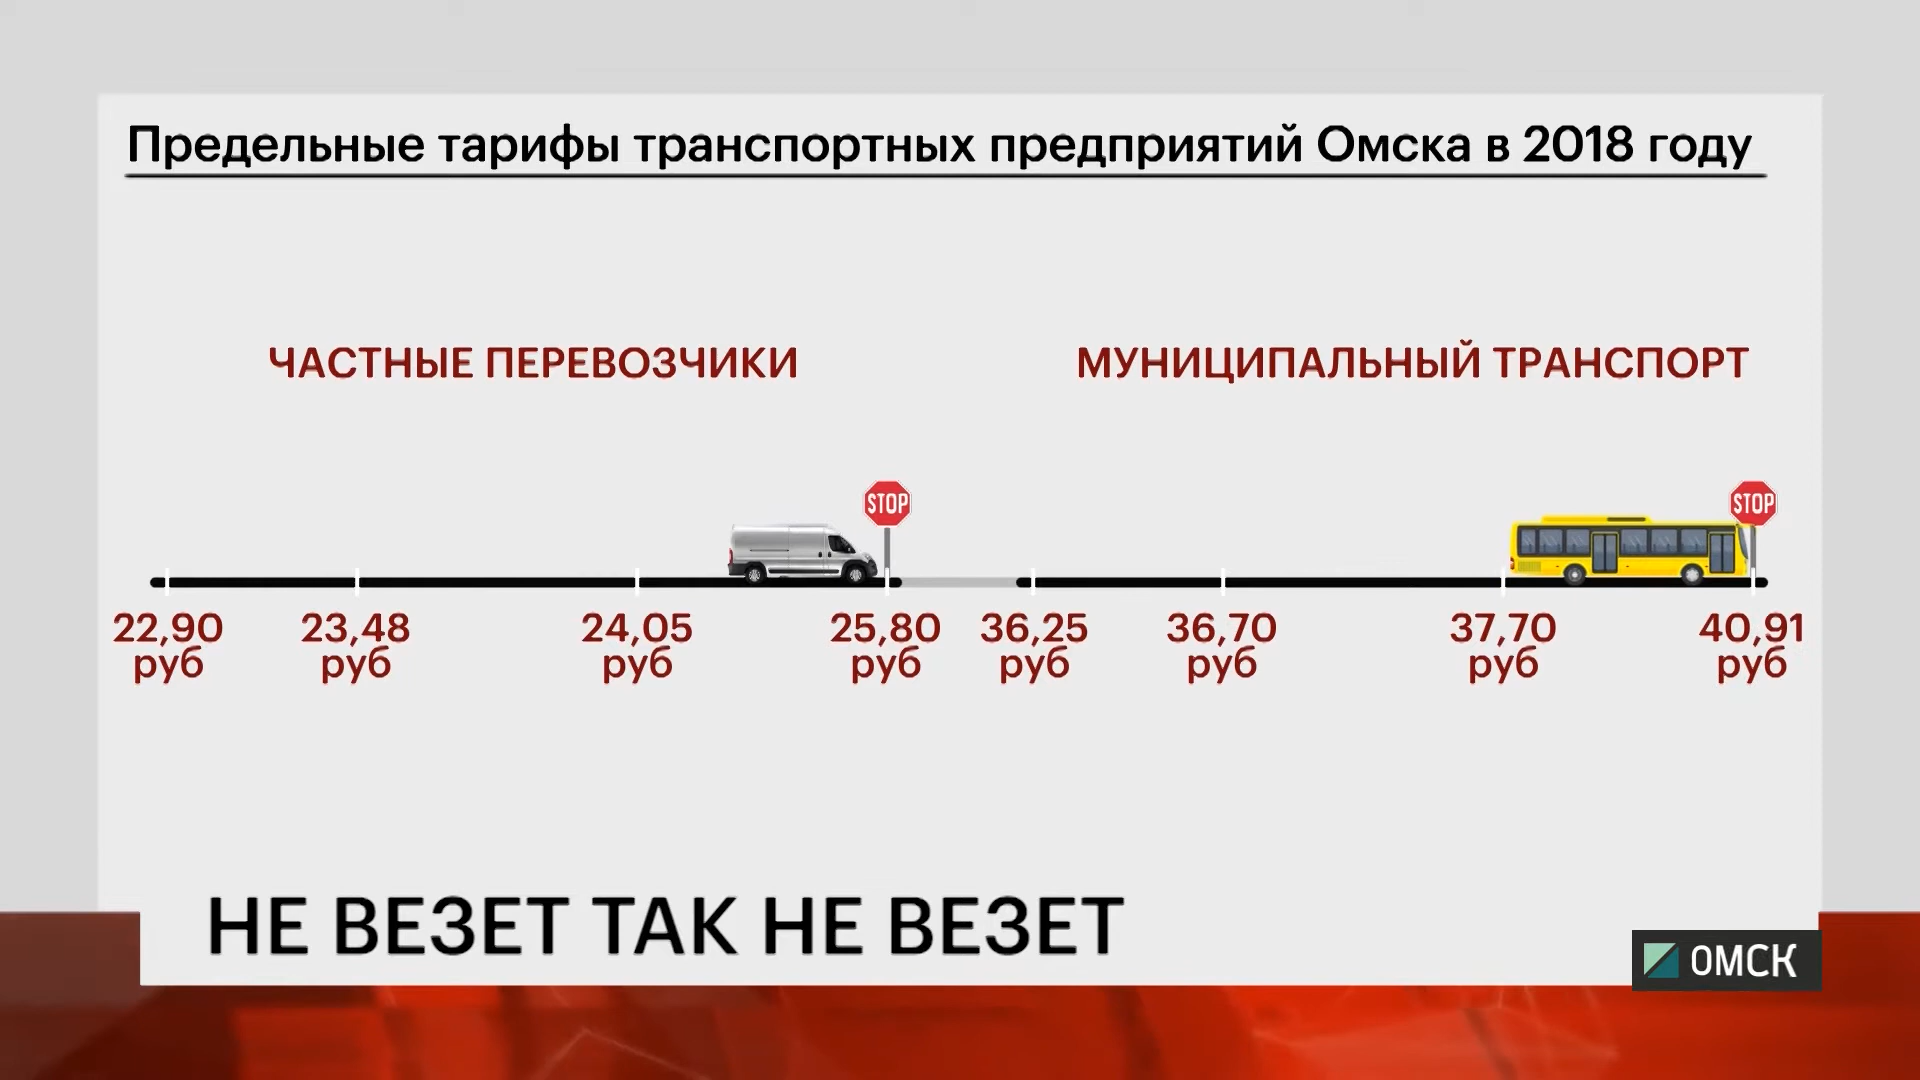 Предельные тарифы транспортных предприятий Омска в 2018 году
ЧАСТНЫЕ ПЕРЕВОЗЧИКИ
МУНИЦИПАЛЬНЫЙ ТРАНСПОРТ
STOP
STOP
22,90 руб
23,48 руб
24,05 руб
25,80 руб
36,25 руб
36,70 руб
37,70 руб
40,91 руб
НЕ ВЕЗЕТ ТАК НЕ ВЕЗЕТ
ОМСК